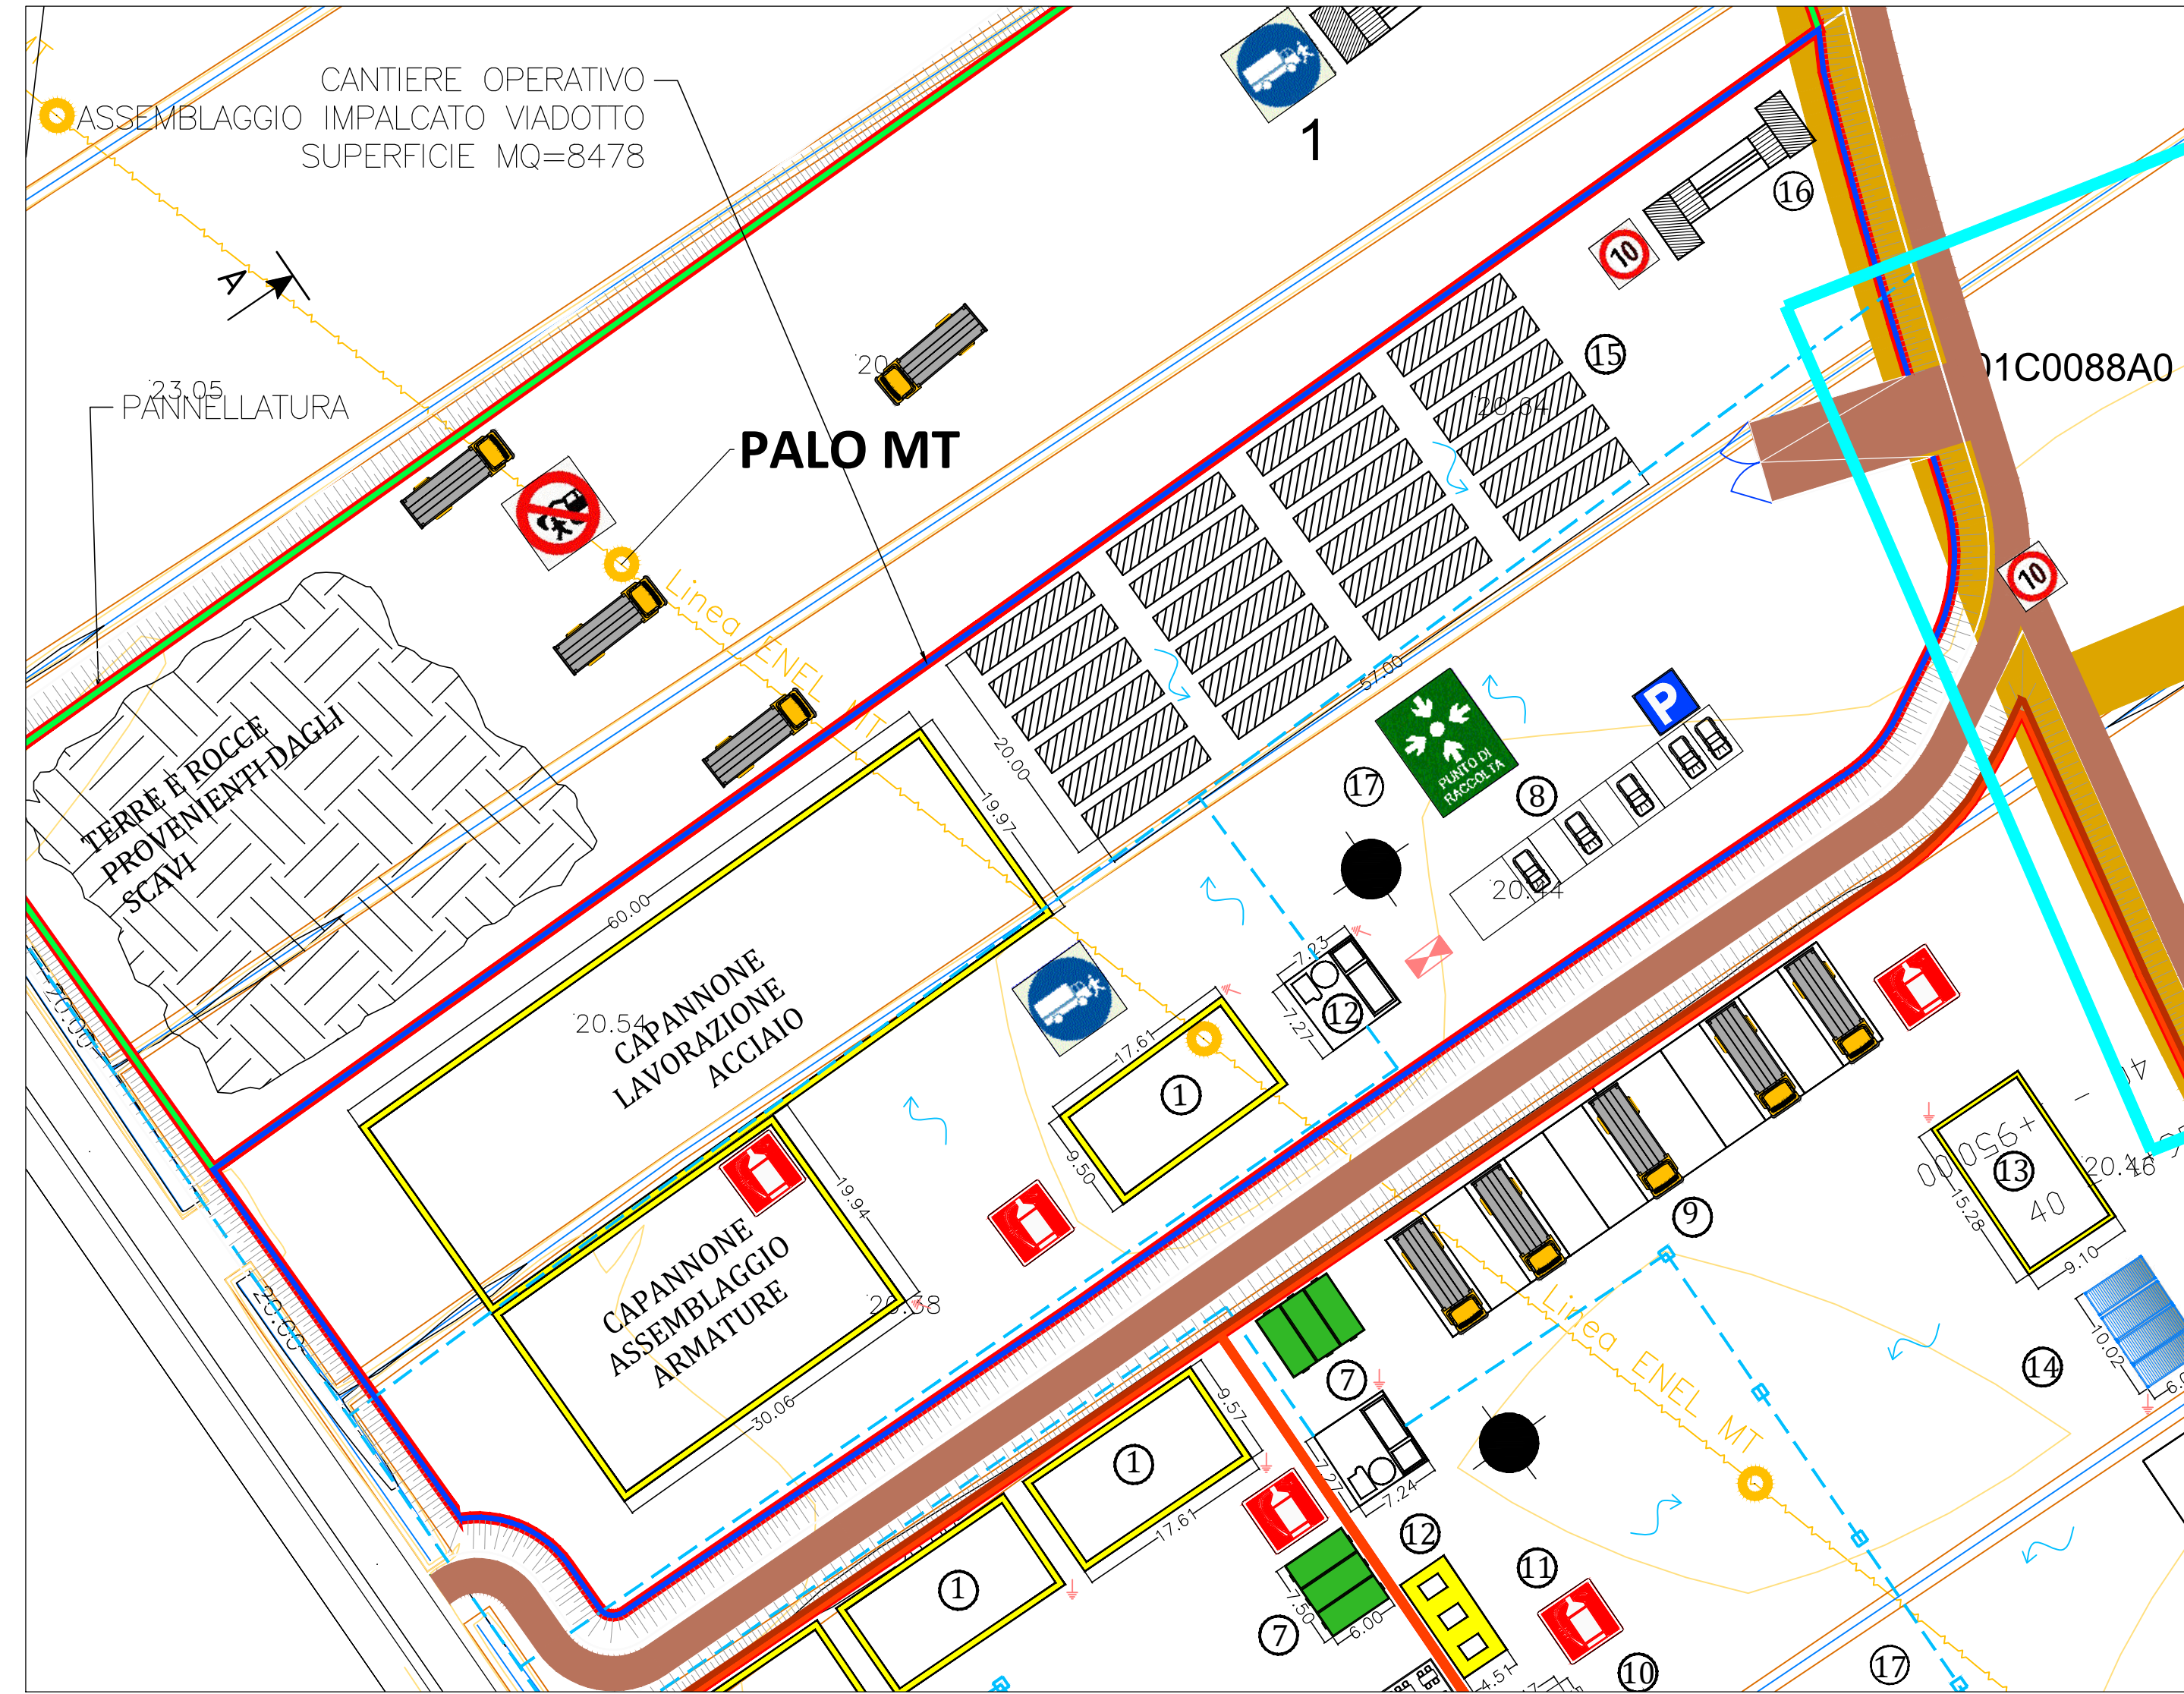 CANTIERE OPERATIVO
ASSEMBLAGGIO IMPALCATO VIADOTTO
SUPERFICIE MQ=8478
1
16
10
15
A
20.64
01C0088A0
23.05
PANNELLATURA
PALO MT
Linea ENEL MT
10
57.00
P
TERRE E ROCCE
PROVENIENTI DAGLI
SCAVI
20.00
19.97
17
PUNTO DI
RACCOLTA
8
20.44
60.00
20.00
20.54
CAPANNONE
LAVORAZIONE
ACCIAIO
7.23
7.27
12
17.61
1
9.50
19.94
20.00
CAPANNONE
ASSEMBLAGGIO
ARMATURE
20.38
30.06
9
13
+950.00
40
20.46
15.28
9.10
10.02
14
Linea ENEL MT
7
9.57
1
17.61
7.27
7.24
12
1
7
7.50
6.00
11
4.51
10
17